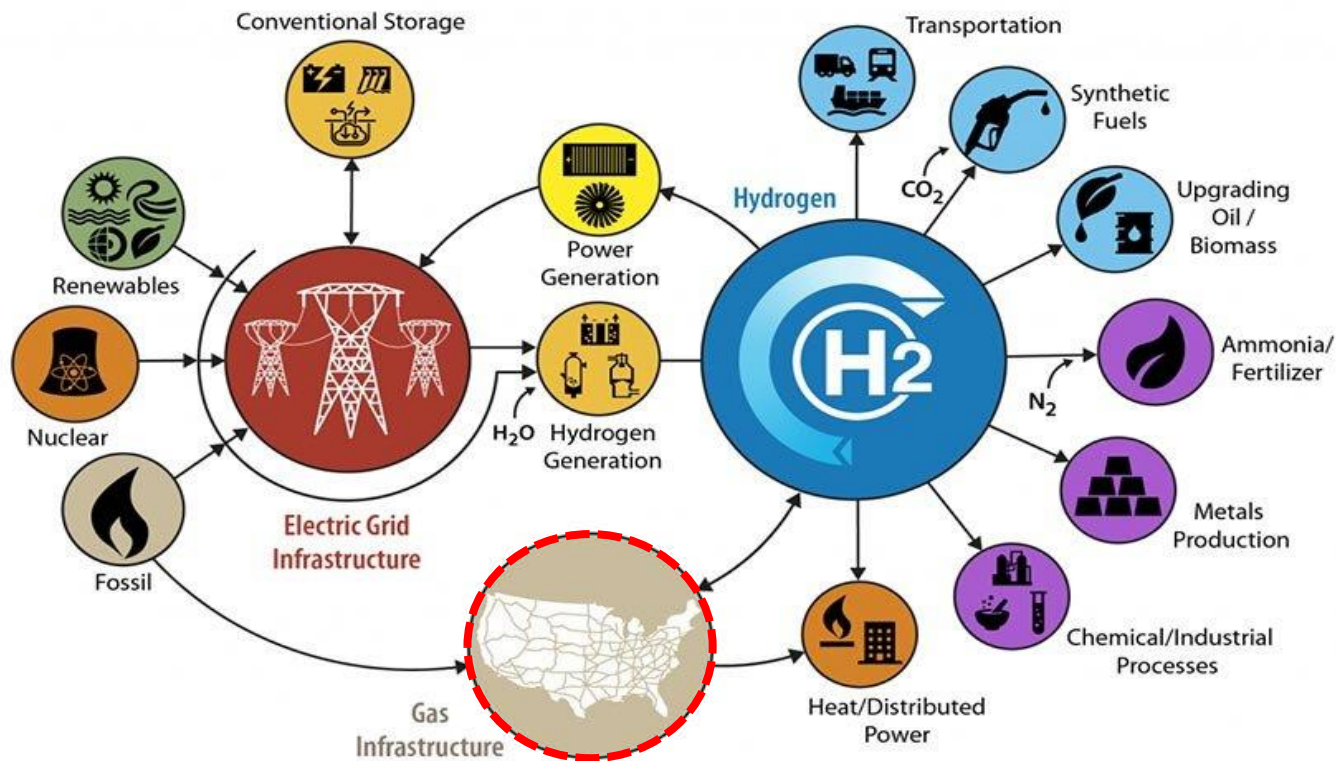 Conventional Storage
Transportation
Synthetic
Fuels
CO2
Upgrading
Oil /
Biomass
Hydrogen
Renewables
Power
Generation
H2
Ammonia/
Fertilizer
N2
Nuclear
H2O
Hydrogen
Generation
Electric Grid
Infrastructure
Metals
Production
Fossil
Chemical/Industrial
Processes
Gas
Infrastructure
Heat/Distributed
Power